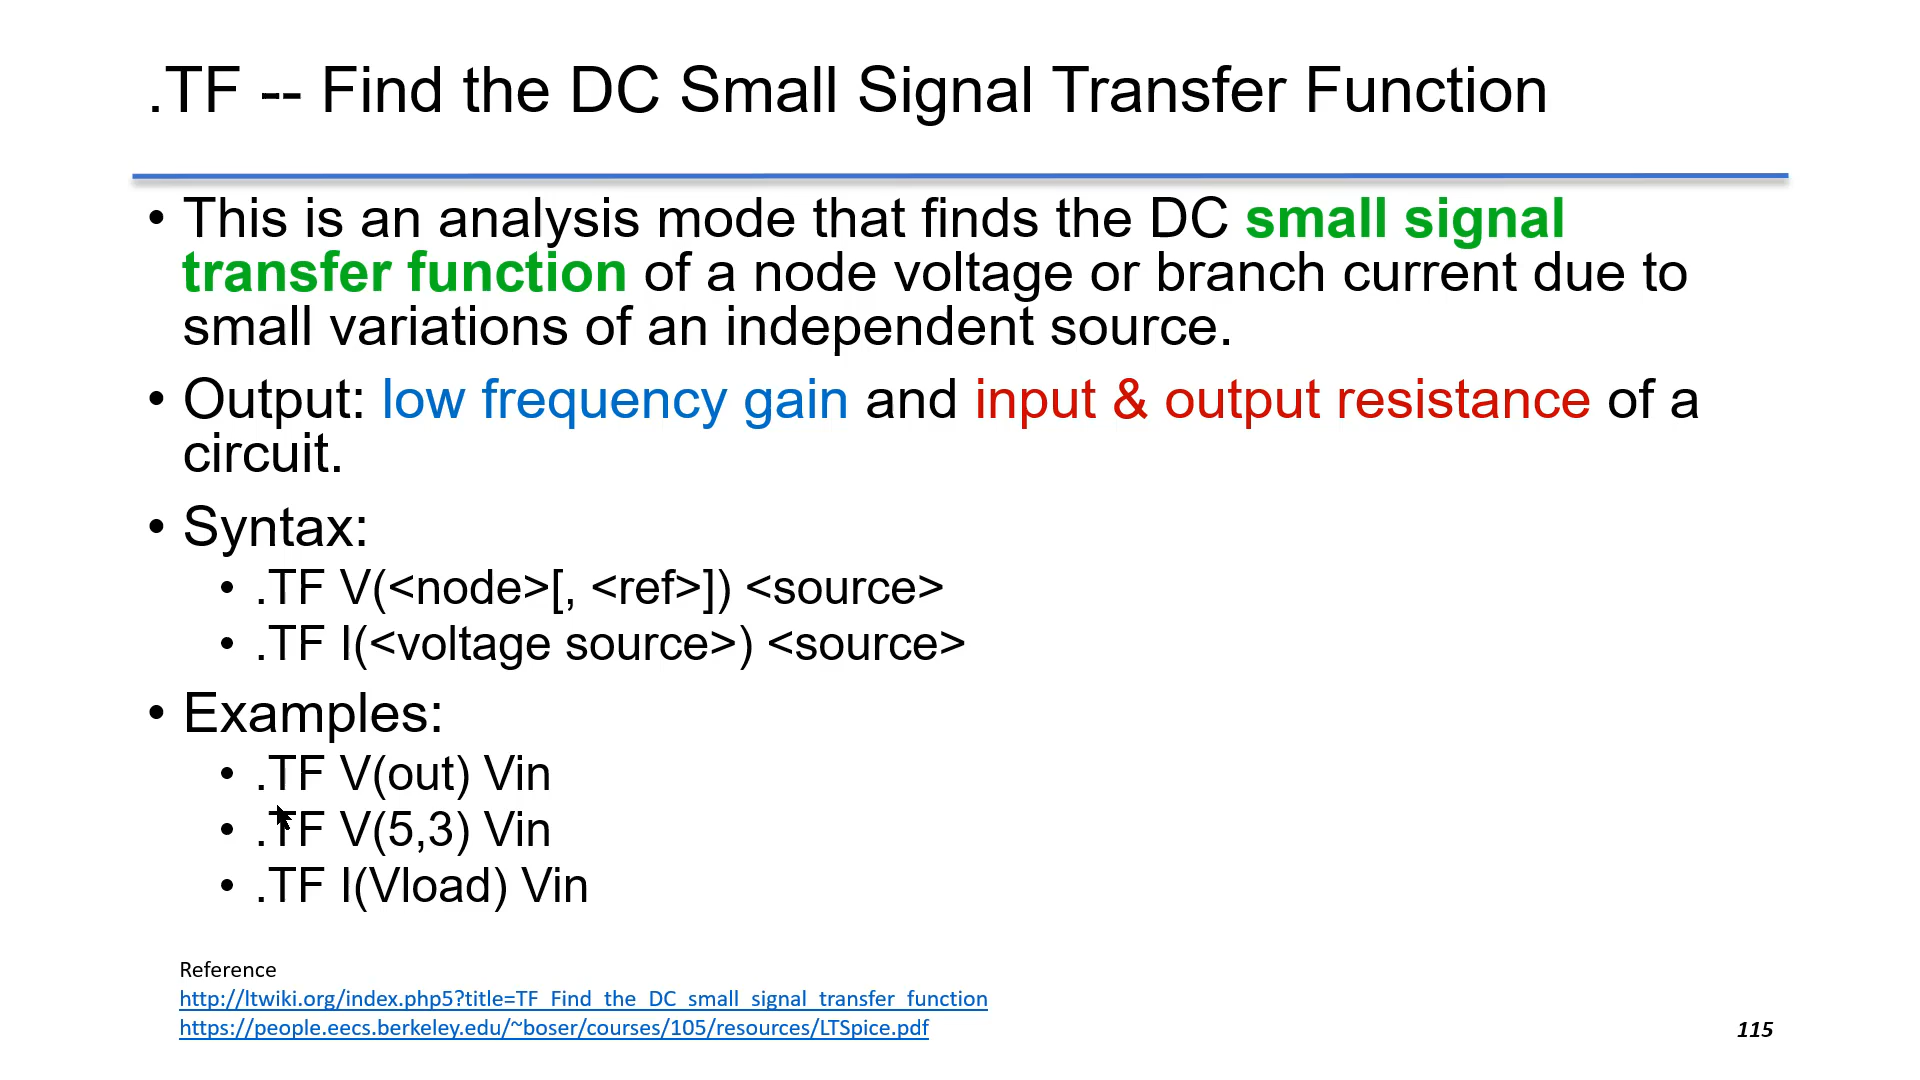 .TF -- Find the DC Small Signal Transfer Function
• This is an analysis mode that finds the DC small signal
transfer function of a node voltage or branch current due to
small variations of an independent source.
• Output: low frequency gain and input & output resistance of a
circuit.
• Syntax:
• .TF V(<node>[, <ref>]) <source>
• .TF I(<voltage source>) <source>
• Examples:
• .TF V(out) Vin
• .TF V(5,3) Vin
• .TF I(Vload) Vin
Reference
http://ltwiki.org/index.php5?title=TF_Find_the_DC_small_signal_transfer_function
https://people.eecs.berkeley.edu/~boser/courses/105/resources/LTSpice.pdf
115